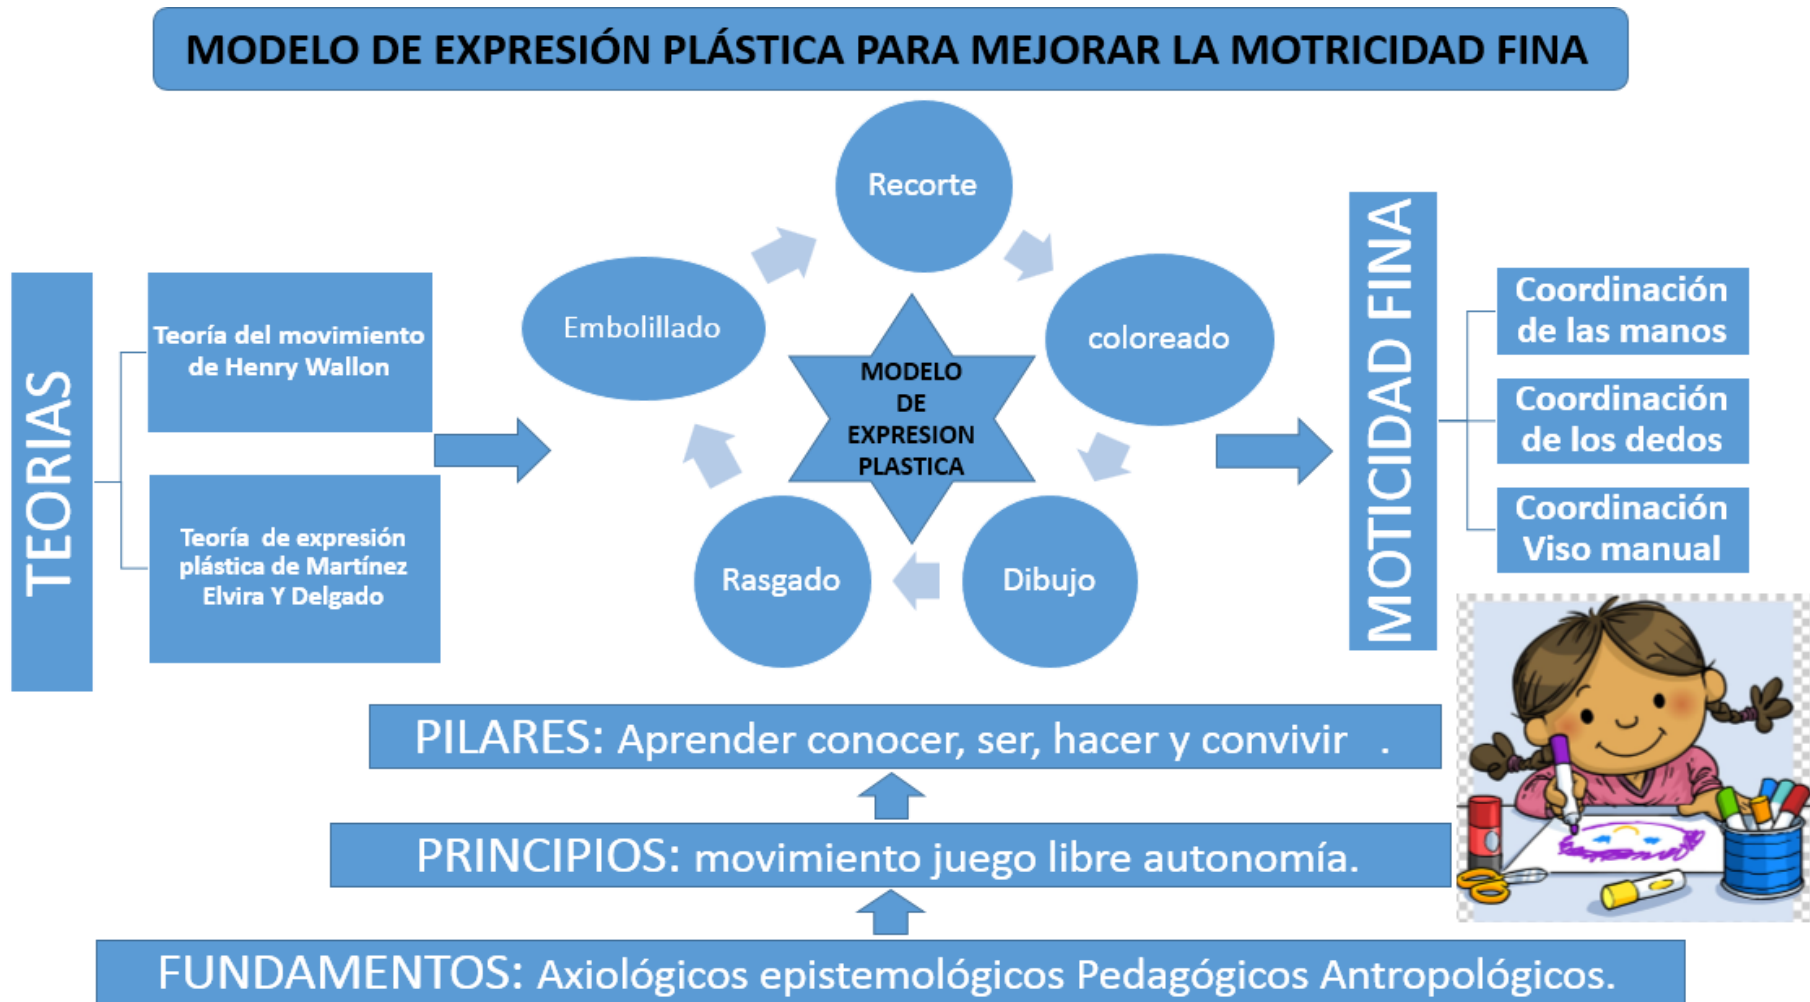 MODELO DE EXPRESIÓN PLÁSTICA PARA MEJORAR LA MOTRICIDAD FINA
TEORIAS
Teoría del movimiento
de Henry Wallon
Teoría de expresión
plástica de Martínez
Elvira Y Delgado
Recorte
coloreado
Dibujo
Rasgado
Embolillado
MODELO
DE
EXPRESION
PLASTICA
MOTICIDAD FINA
Coordinación
de las manos
Coordinación
de los dedos
Coordinación
Viso manual
PILARES: Aprender conocer, ser, hacer y convivir .
PRINCIPIOS: movimiento juego libre autonomía.
FUNDAMENTOS: Axiológicos epistemológicos Pedagógicos Antropológicos.